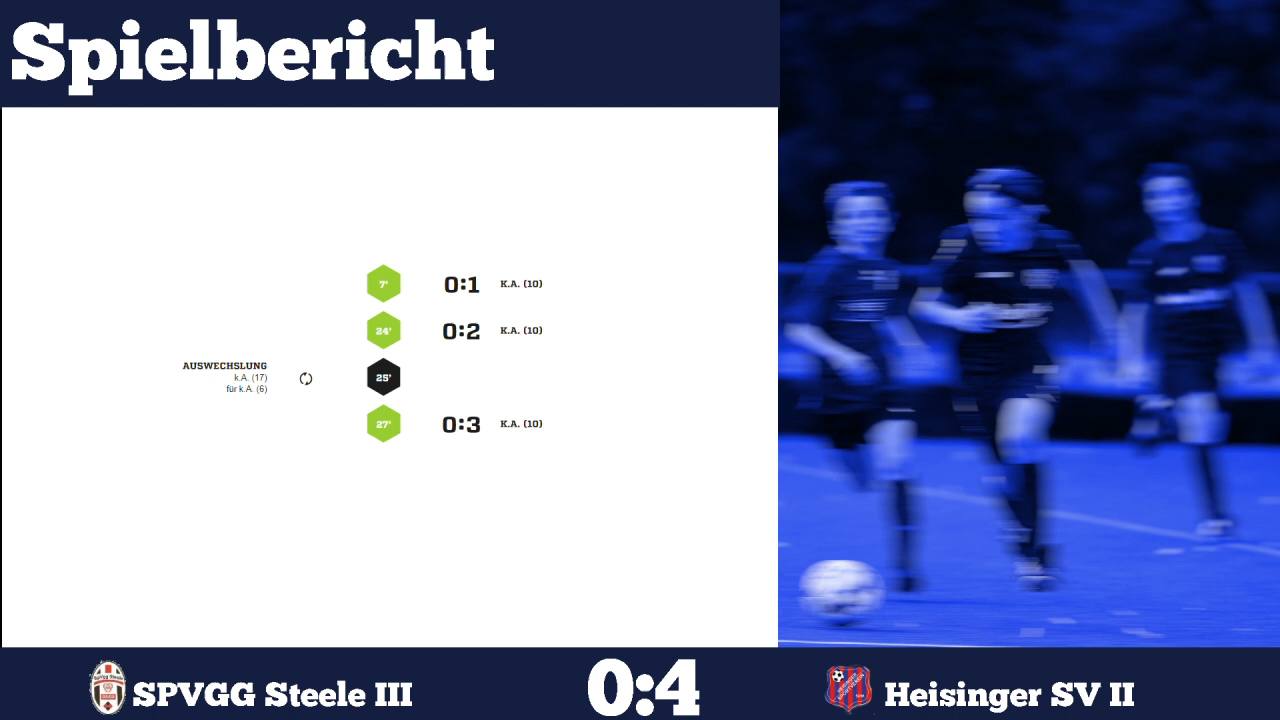 Spielbericht
7' 0:1 K.A. (10)
24' 0:2 K.A. (10)
AUSWECHSLUNG
k.A. (17)
für k.A. (6)
25'
27' 0:3 K.A. (10)
SPVGG Steele III 0:4 Heisinger SV II